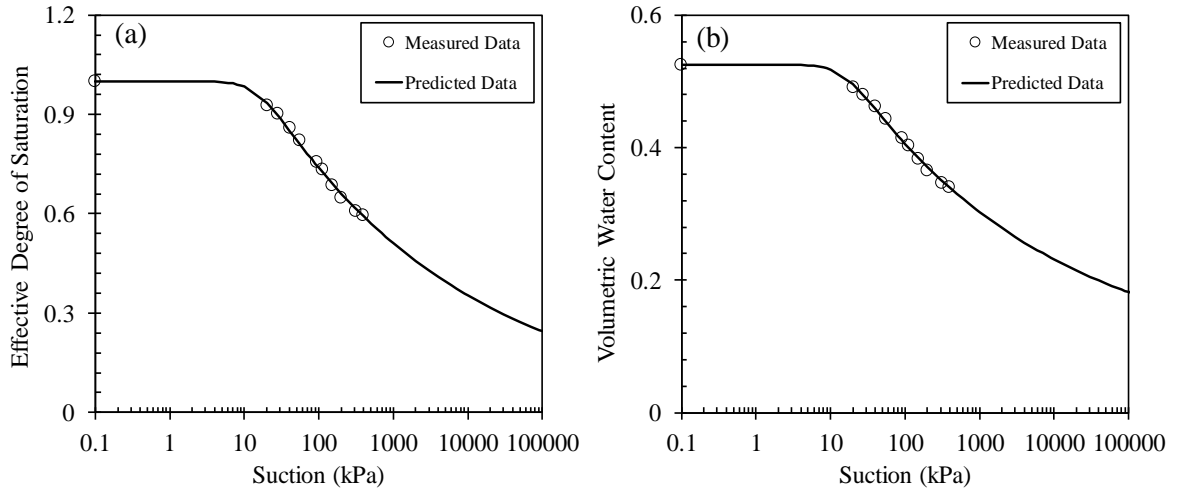 (a)
Measured Data
Predicted Data
Effective Degree of Saturation
1.2
0.9
0.6
0.3
0
0.1 1 10 100 1000 10000 100000
Suction (kPa)
(b)
Measured Data
Predicted Data
Volumetric Water Content
0.6
0.4
0.2
0
0.1 1 10 100 1000 10000 100000
Suction (kPa)